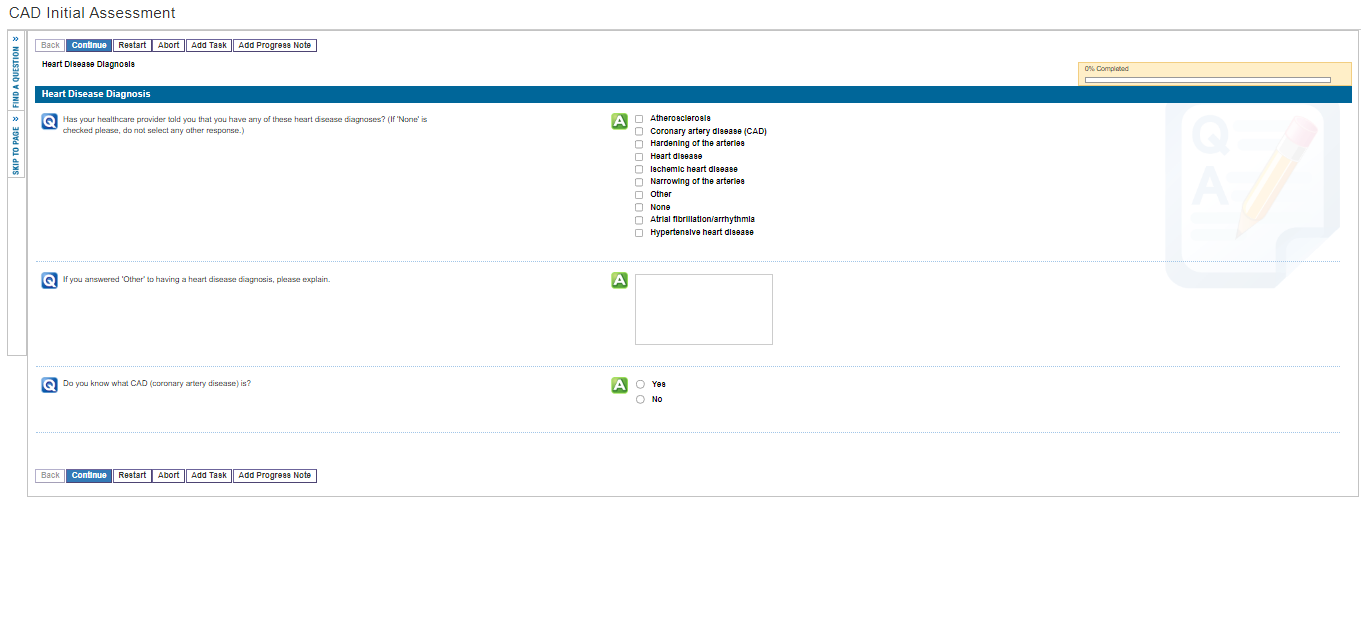 CAD Initial Assessment
Back Continue Restart Abort Add Task Add Progress Note
Heart Disease Diagnosis
0% Completed
» FIND A QUESTION
» SKIP TO PAGE
Heart Disease Diagnosis
Q Has your healthcare provider told you that you have any of these heart disease diagnoses? (If 'None' is
checked please, do not select any other response.)
A
Atherosclerosis
Coronary artery disease (CAD)
Hardening of the arteries
Heart disease
Ischemic heart disease
Narrowing of the arteries
Other
None
Atrial fibrillation/arrhythmia
Hypertensive heart disease
Q
A
Q If you answered 'Other' to having a heart disease diagnosis, please explain.
A
Q Do you know what CAD (coronary artery disease) is?
A Yes
No
Back Continue Restart Abort Add Task Add Progress Note